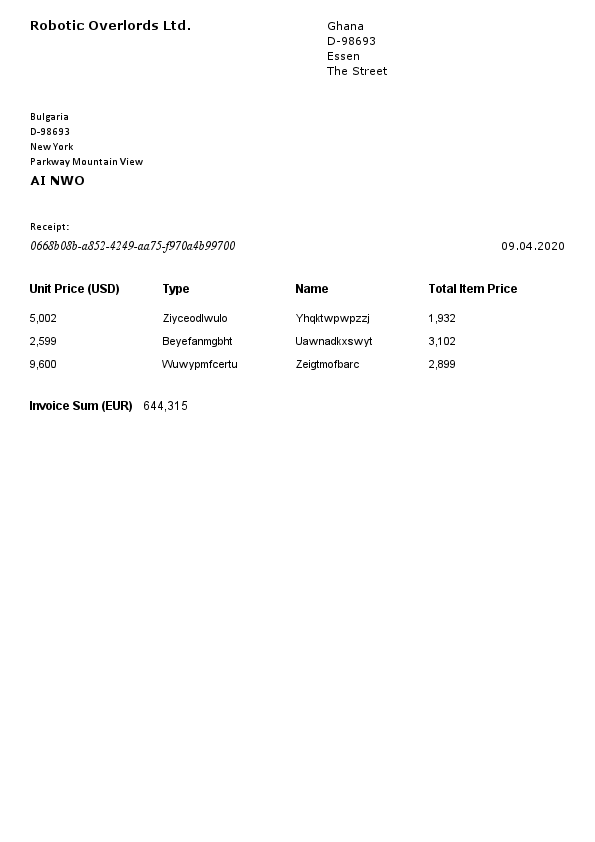 Robotic Overlords Ltd.
Ghana
D-98693
Essen
The Street
Bulgaria
D-98693
New York
Parkway Mountain View
AI NWO
Receipt:
0668b08b-a852-4249-aa75-f970a4b99700 09.04.2020
Unit Price (USD) Type Name Total Item Price
5,002 Ziyceodlwulo Yhqktwpwpzzj 1,932
2,599 Beyefanmgbht Uawnadkxswyt 3,102
9,600 Wuwypmfcertu Zeigtmofbarc 2,899
Invoice Sum (EUR) 644,315